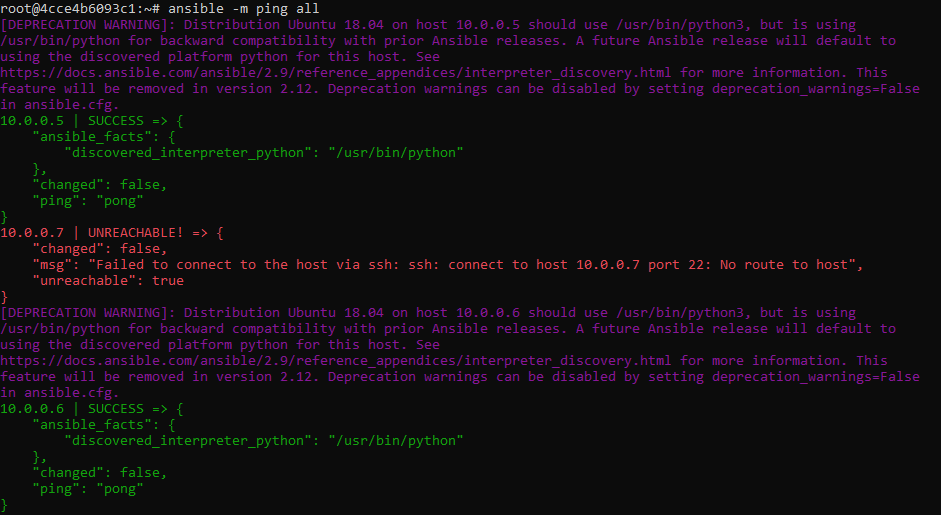 root@4cce4b6093c1:~# ansible -m ping all
[DEPRECATION WARNING]: Distribution Ubuntu 18.04 on host 10.0.0.5 should use /usr/bin/python3, but is using
/usr/bin/python for backward compatibility with prior Ansible releases. A future Ansible release will default to
using the discovered platform python for this host. See
https://docs.ansible.com/ansible/2.9/reference_appendices/interpreter_discovery.html for more information. This
feature will be removed in version 2.12. Deprecation warnings can be disabled by setting deprecation_warnings=False
in ansible.cfg.
10.0.0.5 | SUCCESS => {
    "ansible_facts": {
        "discovered_interpreter_python": "/usr/bin/python"
    },
    "changed": false,
    "ping": "pong"
}
10.0.0.7 | UNREACHABLE! => {
    "changed": false,
    "msg": "Failed to connect to the host via ssh: ssh: connect to host 10.0.0.7 port 22: No route to host",
    "unreachable": true
}
[DEPRECATION WARNING]: Distribution Ubuntu 18.04 on host 10.0.0.6 should use /usr/bin/python3, but is using
/usr/bin/python for backward compatibility with prior Ansible releases. A future Ansible release will default to
using the discovered platform python for this host. See
https://docs.ansible.com/ansible/2.9/reference_appendices/interpreter_discovery.html for more information. This
feature will be removed in version 2.12. Deprecation warnings can be disabled by setting deprecation_warnings=False
in ansible.cfg.
10.0.0.6 | SUCCESS => {
    "ansible_facts": {
        "discovered_interpreter_python": "/usr/bin/python"
    },
    "changed": false,
    "ping": "pong"
}